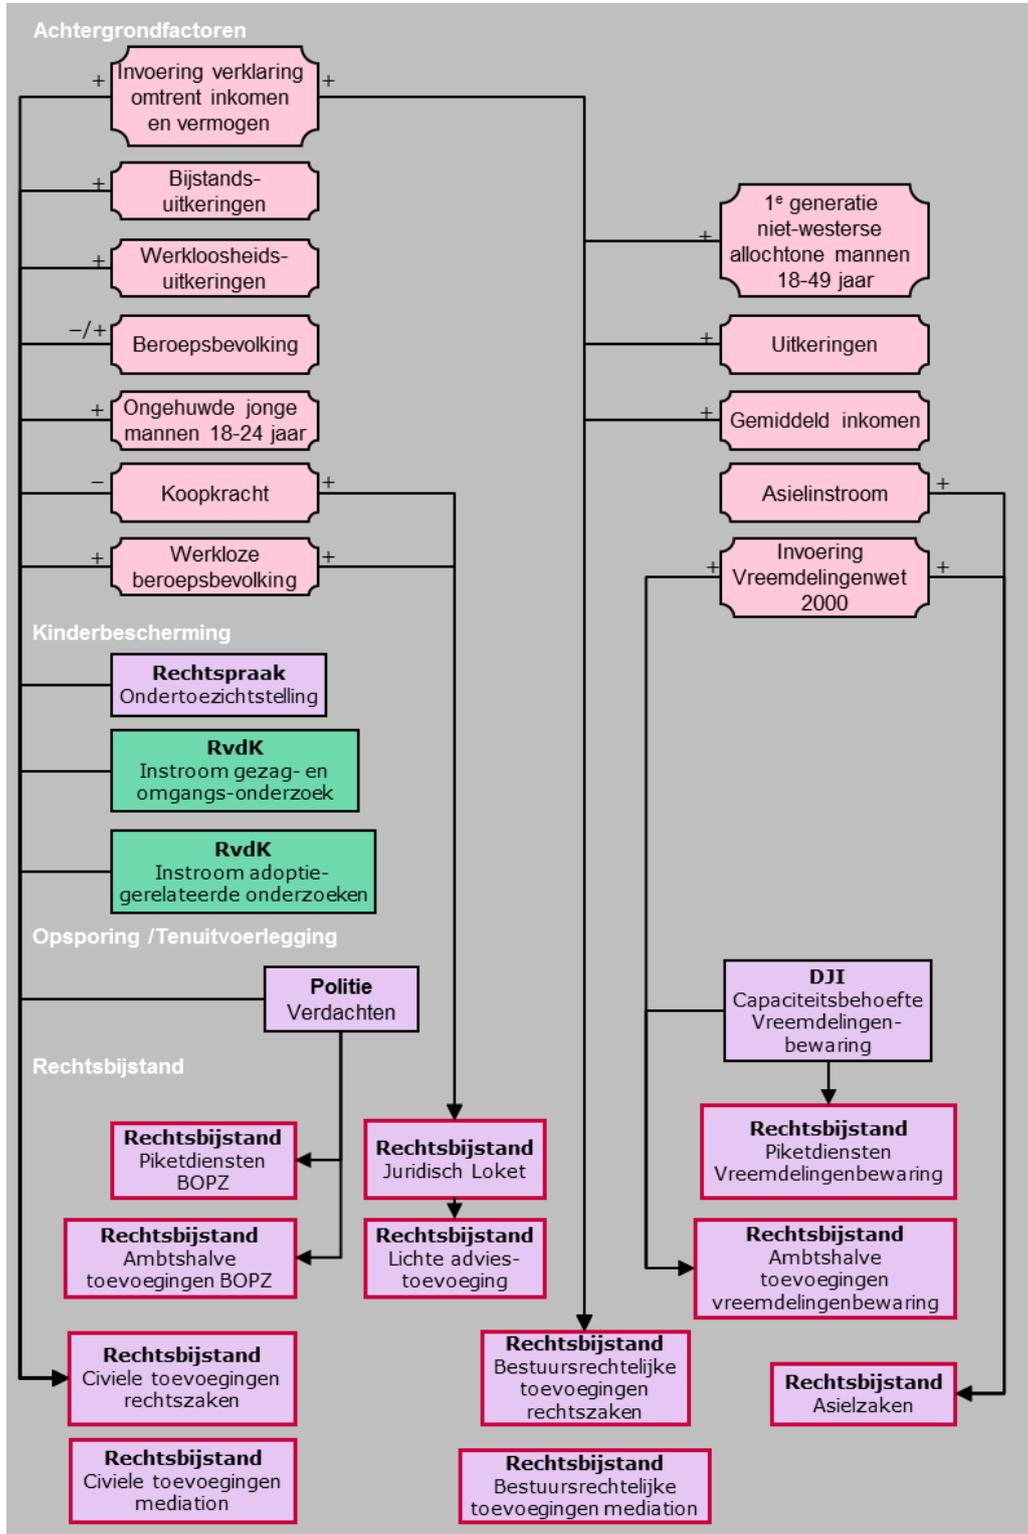 Achtergrondfactoren
+
Invoering verklaring
omtrent inkomen
en vermogen
+
+
Bijstands-
uitkeringen
+
Werkloosheids-
uitkeringen
−/+
Beroepsbevolking
+
Ongehuwde jonge
mannen 18-24 jaar
−
Koopkracht
+
+
Werkloze
beroepsbevolking
+
+
1e generatie
niet-westerse
allochtone mannen
18-49 jaar
+
Uitkeringen
+
Gemiddeld inkomen
Asielinstroom
+
+
Invoering
Vreemdelingenwet
2000
+
Kinderbescherming
Rechtspraak
Ondertoezichtstelling
RvdK
Instroom gezag- en
omgangs-onderzoek
RvdK
Instroom adoptie-
gerelateerde onderzoeken
Opsporing /Tenuitvoerlegging
Politie
Verdachten
DJI
Capaciteitsbehoefte
Vreemdelingen-
bewaring
Rechtsbijstand
Rechtsbijstand
Piketdiensten
BOPZ
Rechtsbijstand
Juridisch Loket
Rechtsbijstand
Piketdiensten
Vreemdelingenbewaring
Rechtsbijstand
Ambtshalve
toevoegingen BOPZ
Rechtsbijstand
Lichte advies-
toevoeging
Rechtsbijstand
Ambtshalve
toevoegingen
vreemdelingenbewaring
Rechtsbijstand
Civiele toevoegingen
rechtszaken
Rechtsbijstand
Bestuursrechtelijke
toevoegingen
rechtszaken
Rechtsbijstand
Asielzaken
Rechtsbijstand
Civiele toevoegingen
mediation
Rechtsbijstand
Bestuursrechtelijke
toevoegingen mediation